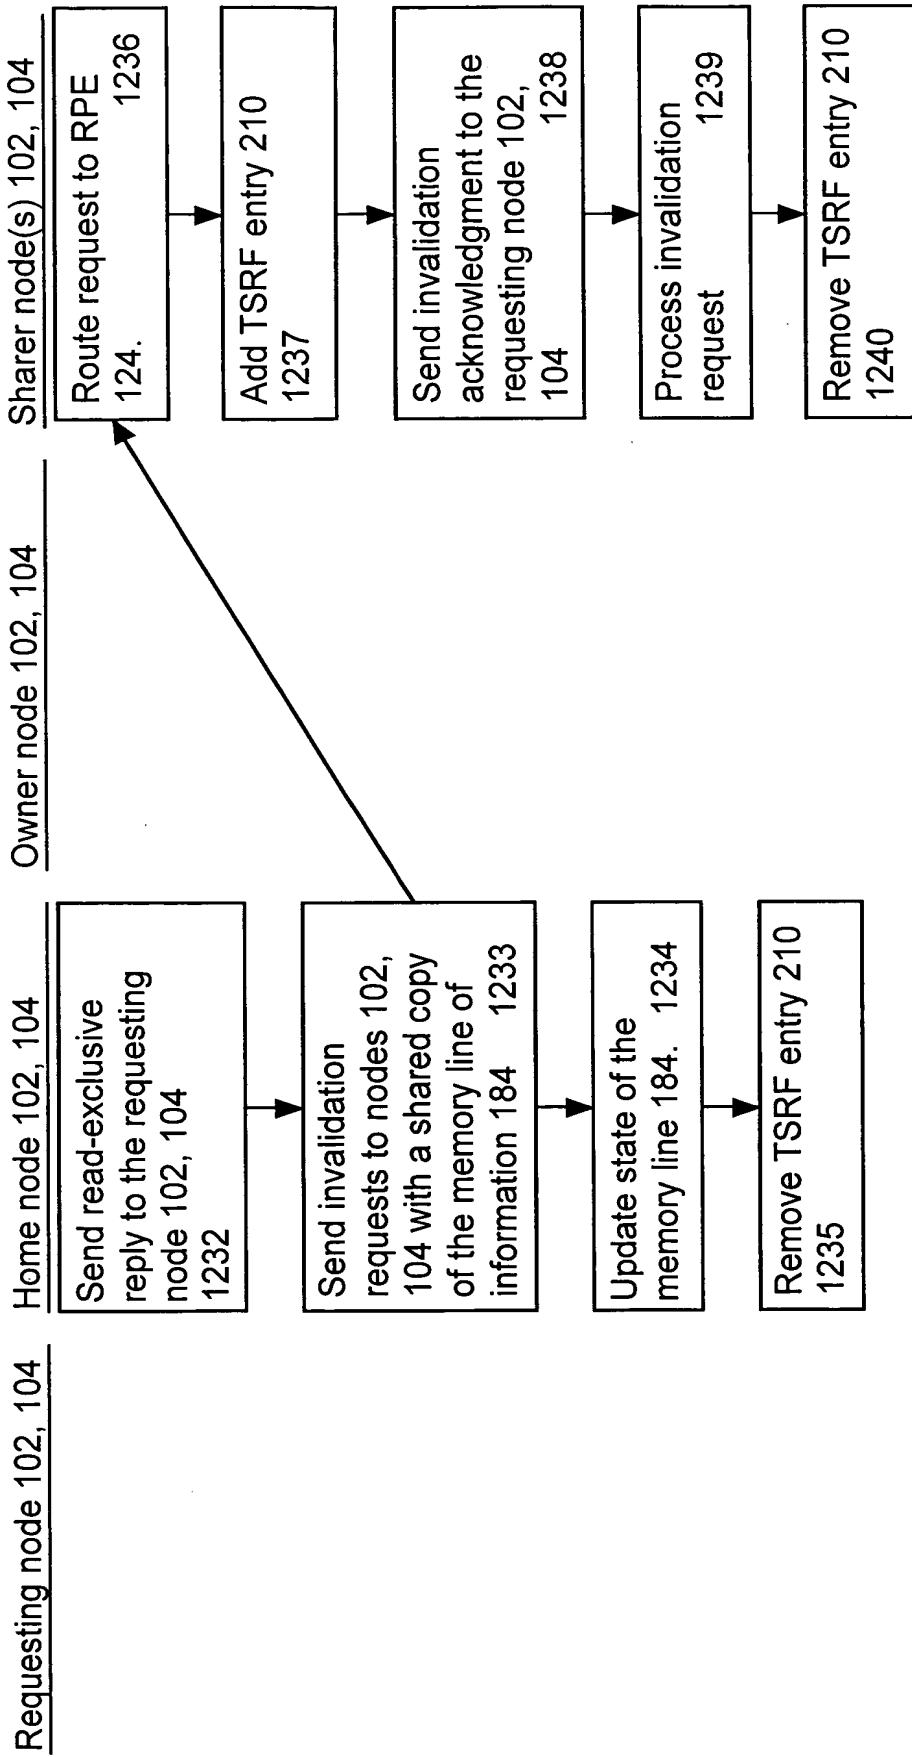 Requesting node 102, 104
Home node 102, 104
Owner node 102, 104
Sharer node(s) 102, 104
Send read-exclusive
reply to the requesting
node 102, 104
1232
Send invalidation
requests to nodes 102,
104 with a shared copy
of the memory line of
information 184 1233
Update state of the
memory line 184. 1234
Remove TSRF entry 210
1235
Route request to RPE
124. 1236
Add TSRF entry 210
1237
Send invalidation
acknowledgment to the
requesting node 102,
104 1238
Process invalidation
request 1239
Remove TSRF entry 210
1240